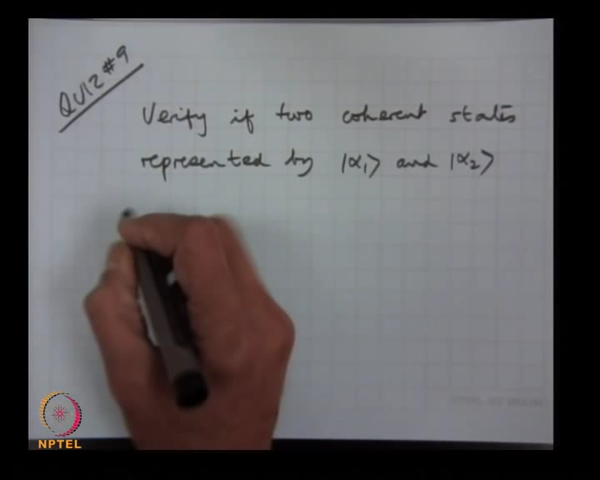 QUIZ #9
Verify if two coherent states
represented by |α₁⟩ and |α₂⟩
NPTEL